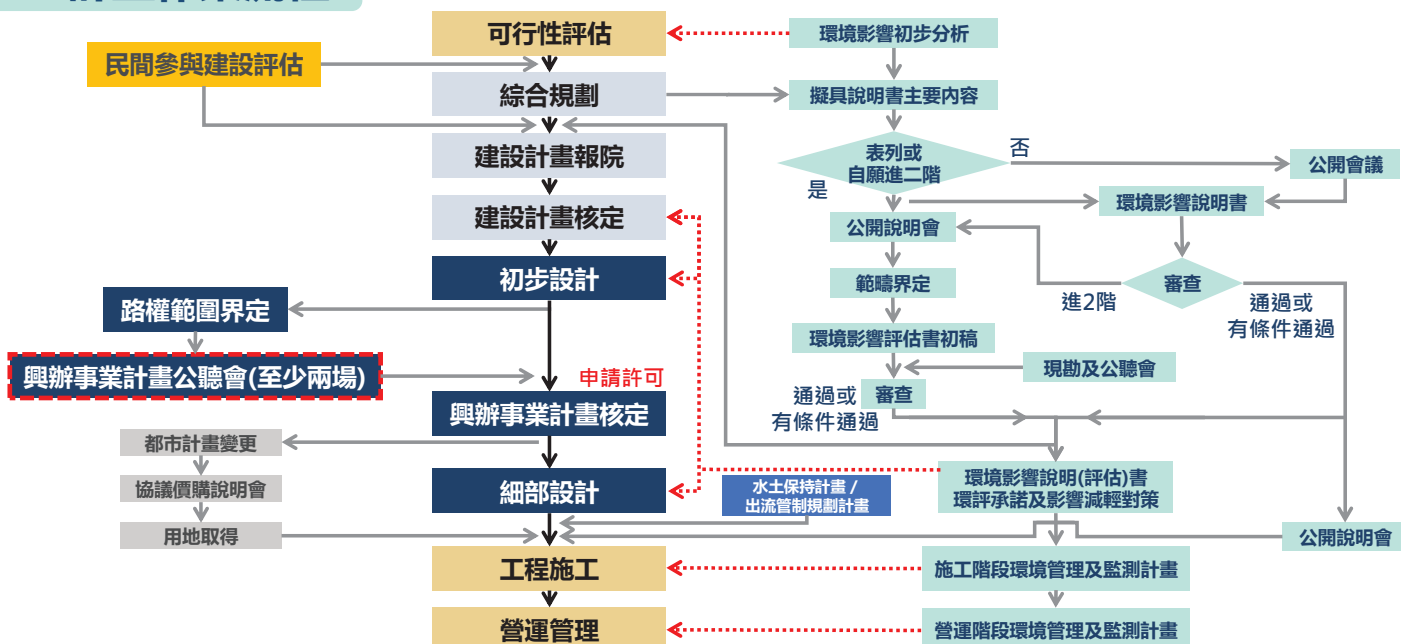 可行性評估
環境影響初步分析
民間參與建設評估
綜合規劃
擬具說明書主要內容
建設計畫報院
表列或
自願進二階
否
公開會議
是
環境影響說明書
建設計畫核定
公開說明會
初步設計
範疇界定
審查
進2階
通過或
有條件通過
路權範圍界定
環境影響評估書初稿
興辦事業計畫公聽會(至少兩場)
現勘及公聽會
申請許可
通過或
有條件通過
審查
興辦事業計畫核定
都市計畫變更
協議價購說明會
用地取得
細部設計
水土保持計畫 /
出流管制規劃計畫
環境影響說明(評估)書
環評承諾及影響減輕對策
公開說明會
工程施工
施工階段環境管理及監測計畫
營運管理
營運階段環境管理及監測計畫